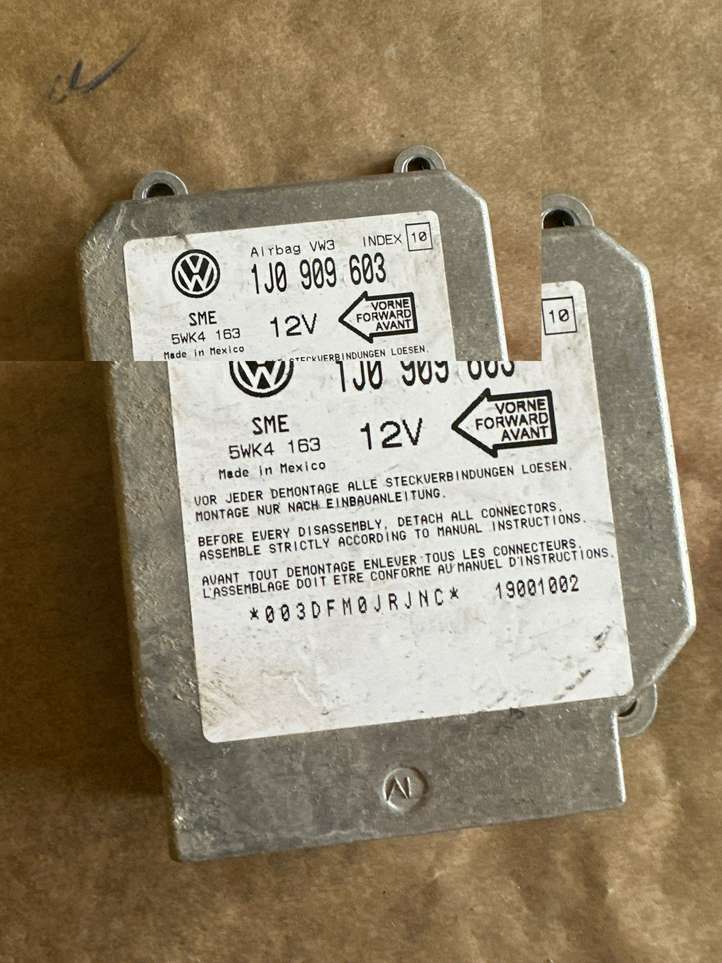 Airbag VW3 INDEX 10
1J0 909 603
SME
5WK4 163
12V
VORNE
FORWARD
AVANT
Made in Mexico
STECKVERBINDUNGEN LOESEN.
10
1J0 909 603
SME
5WK4 163
12V
VORNE
FORWARD
AVANT
Made in Mexico
VOR JEDER DEMONTAGE ALLE STECKVERBINDUNGEN LOESEN.
MONTAGE NUR NACH EINBAUANLEITUNG.
BEFORE EVERY DISASSEMBLY, DETACH ALL CONNECTORS.
ASSEMBLE STRICTLY ACCORDING TO MANUAL INSTRUCTIONS.
AVANT TOUT DEMONTAGE ENLEVER TOUS LES CONNECTEURS.
L'ASSEMBLAGE DOIT ETRE CONFORME AU MANUEL D'INSTRUCTIONS.
*003DFM0JRJNC* 19001002